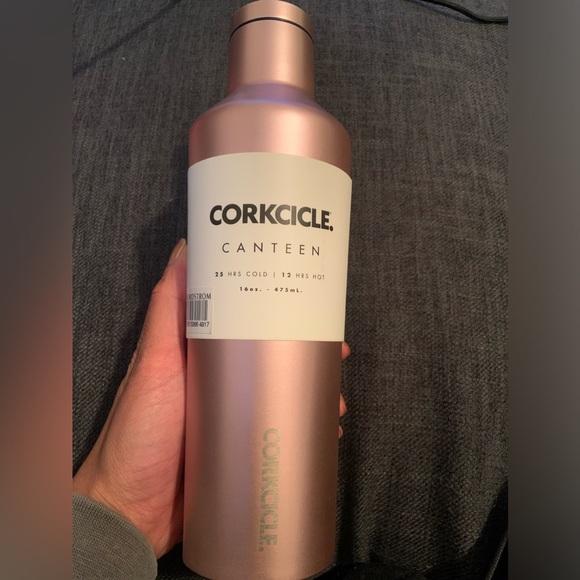 CORKCICLE.
CANTEEN
25 HRS COLD | 12 HRS HOT
16oz. - 475mL.
CORKCICLE.